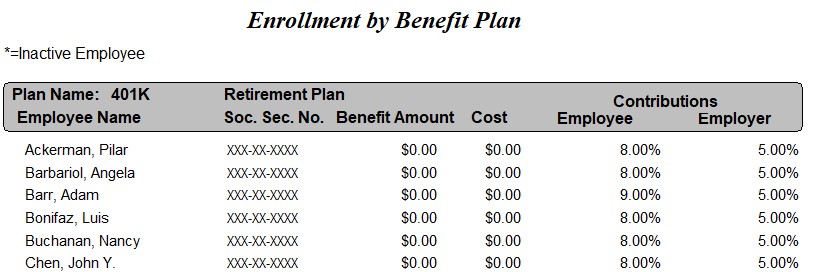 Enrollment by Benefit Plan
*=Inactive Employee
Plan Name: 401K Retirement Plan Contributions
Employee Name Soc. Sec. No. Benefit Amount Cost Employee Employer
Ackerman, Pilar XXX-XX-XXXX $0.00 $0.00 8.00% 5.00%
Barbariol, Angela XXX-XX-XXXX $0.00 $0.00 8.00% 5.00%
Barr, Adam XXX-XX-XXXX $0.00 $0.00 9.00% 5.00%
Bonifaz, Luis XXX-XX-XXXX $0.00 $0.00 8.00% 5.00%
Buchanan, Nancy XXX-XX-XXXX $0.00 $0.00 8.00% 5.00%
Chen, John Y. XXX-XX-XXXX $0.00 $0.00 8.00% 5.00%